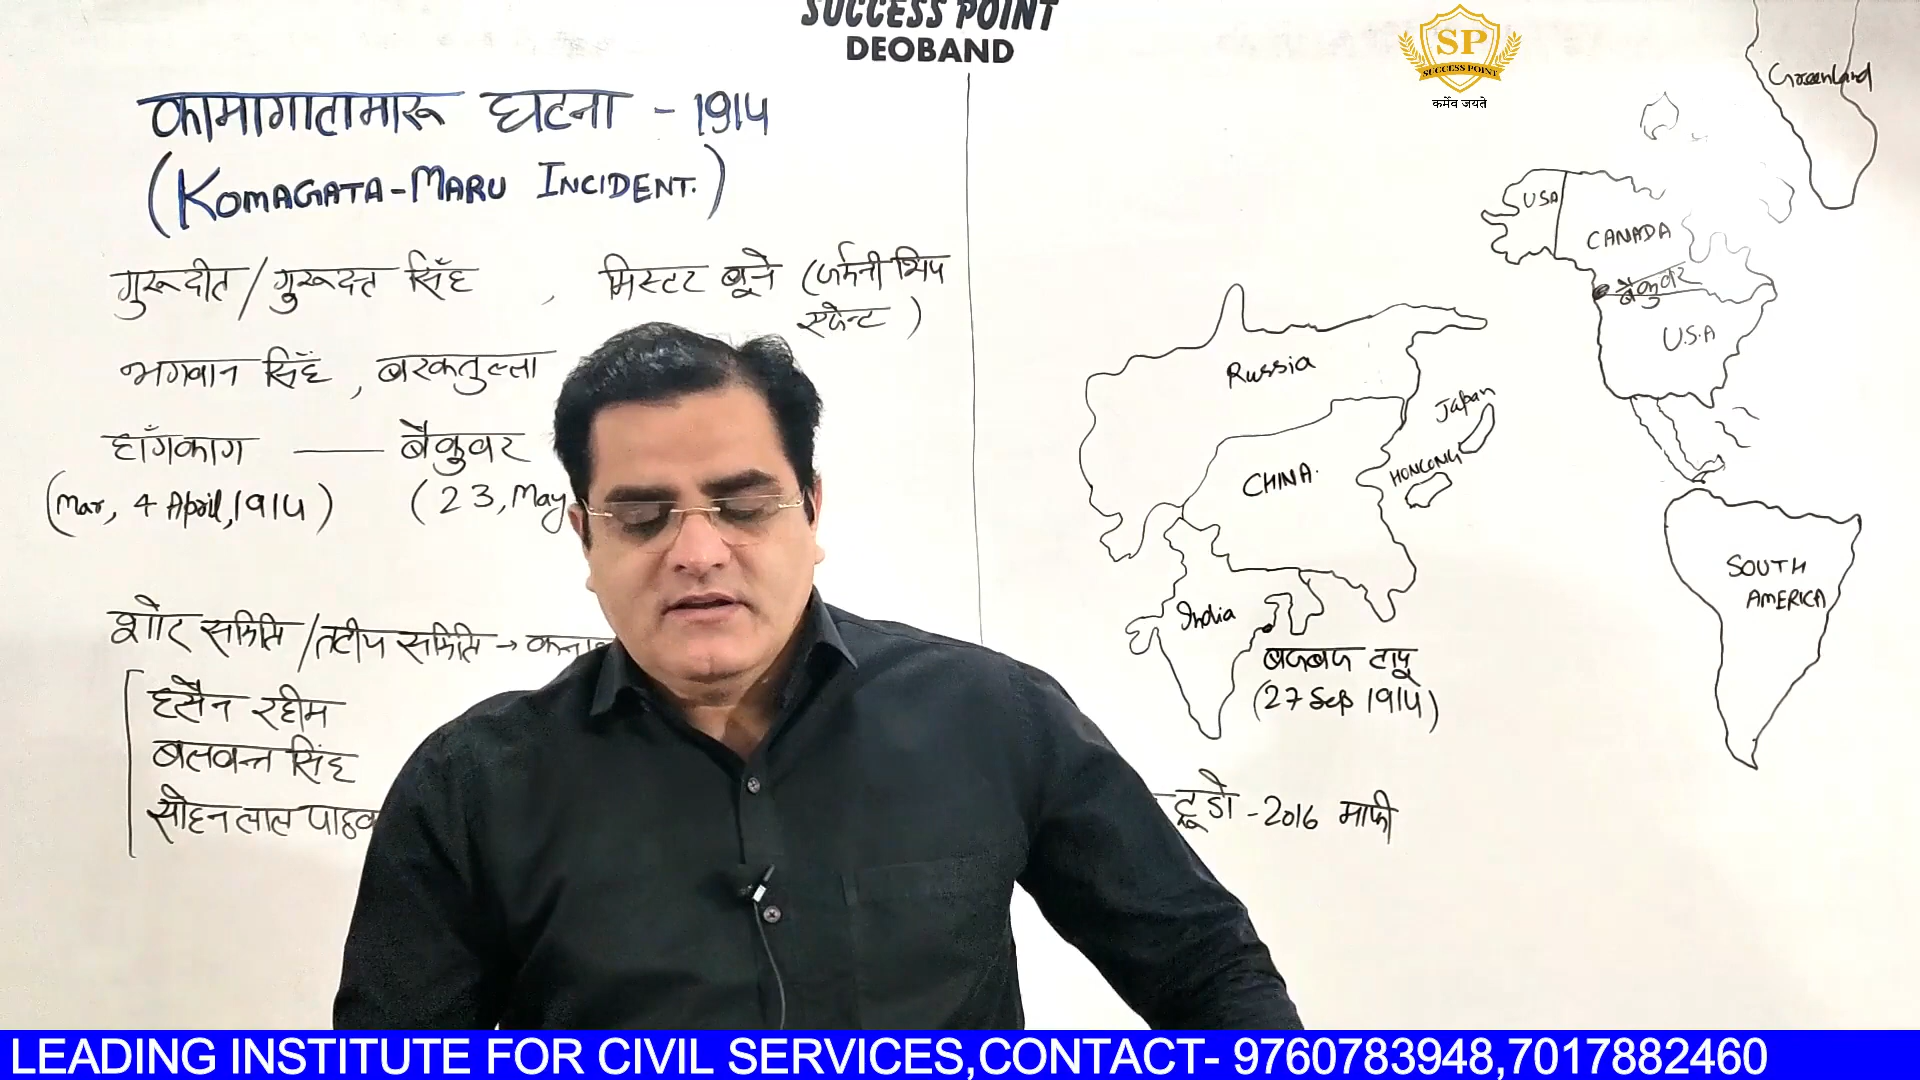 SUCCESS POINT
DEOBAND
SP
SUCCESS POINT
कर्मेव जयते
कामागाटामारू घटना - 1914
(KOMAGATA-MARU INCIDENT.)
गुरूदीत/गुरूदत्त सिँह , मिस्टर बूने (जर्मनी शिप
एजेन्ट )
भगवान सिँह , बरकतुल्ला
हाँगकाग — बैंकुवर
(Mar, 4 April, 1914) (23, May
शोर समिति/तटीय समिति → कनाडा
हुसैन रहीम
बलवन्त सिंह
सोहनलाल पाठक
ट्रूडो - 2016 माफी
Greenland
USA
CANADA
बैंकुवर
U.S.A
Russia
Japan
CHINA.
HONCONG
India
बजबज टापू
(27 Sep 1914)
SOUTH
AMERICA
LEADING INSTITUTE FOR CIVIL SERVICES,CONTACT- 9760783948,7017882460